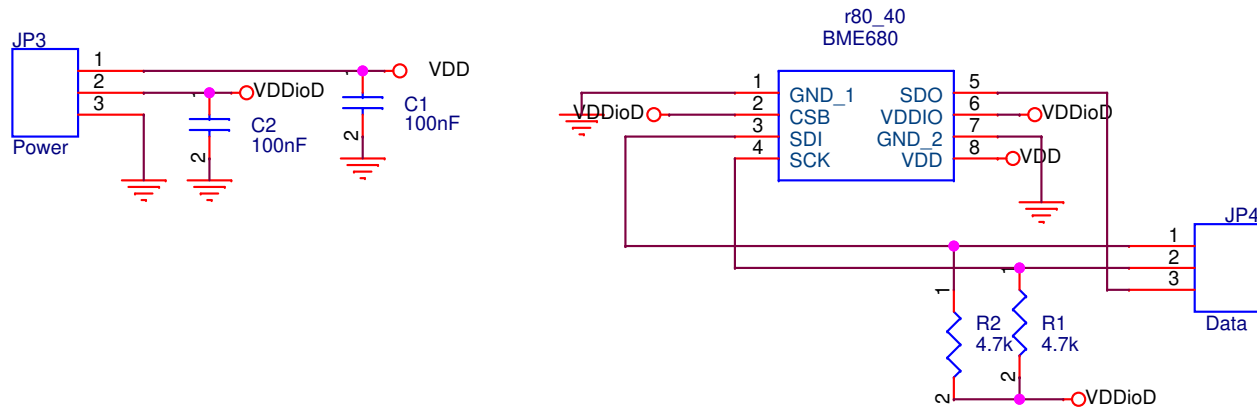 JP3
1
2
3
Power
1
VDD
VDDioD
1
C2
100nF
2
C1
100nF
2
r80_40
BME680
1
2
3
4
GND_1
CSB
SDI
SCK
SDO
VDDIO
GND_2
VDD
5
6
7
8
VDDioD
VDDioD
VDD
JP4
1
2
3
Data
1
1
R2
4.7k
R1
4.7k
2
2
VDDioD